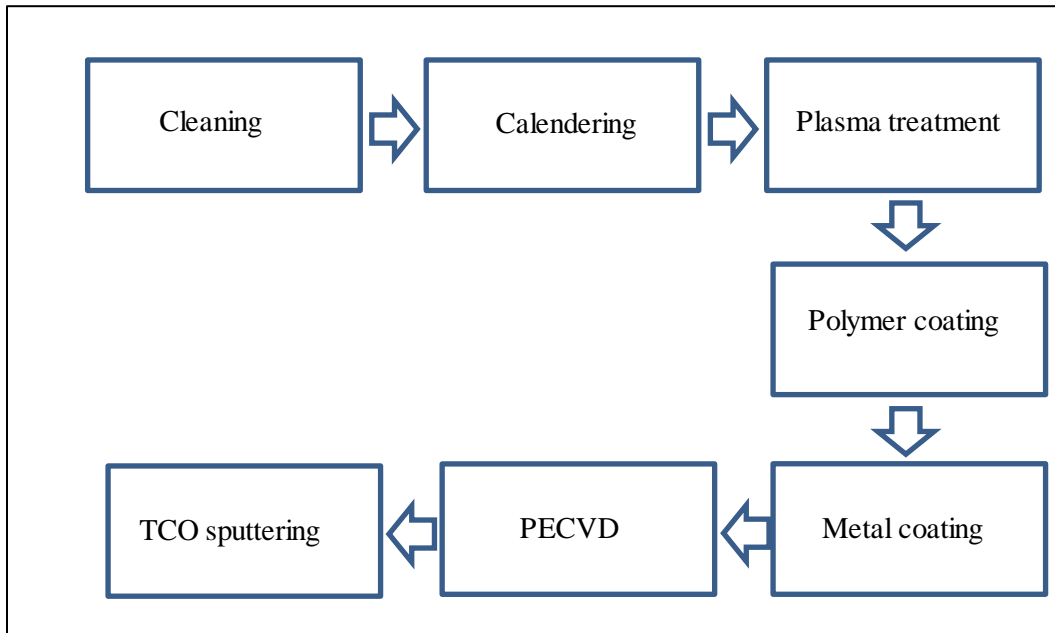 Cleaning
Calendering
Plasma treatment
Polymer coating
Metal coating
PECVD
TCO sputtering